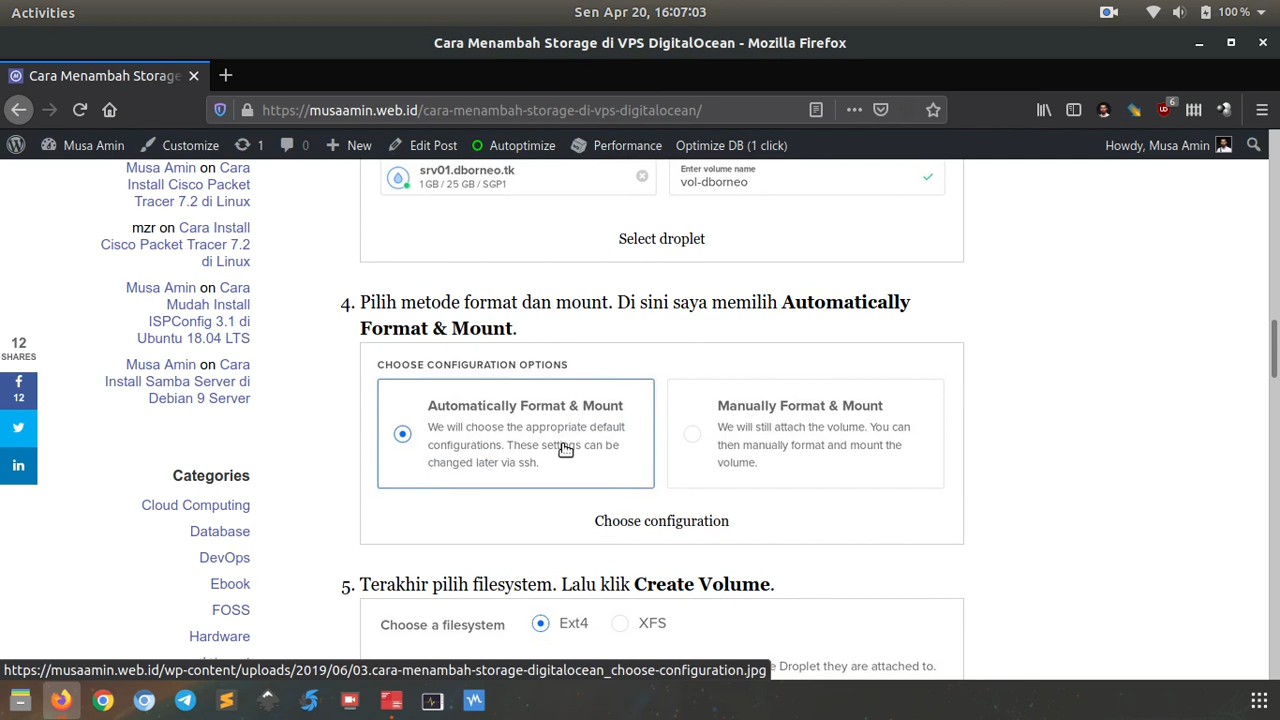 Activities
Sen Apr 20, 16:07:03
100 %
Cara Menambah Storage di VPS DigitalOcean - Mozilla Firefox
Cara Menambah Storage
https://musaamin.web.id/cara-menambah-storage-di-vps-digitalocean/
6
Musa Amin
Customize
1
0
New
Edit Post
Autoptimize
Performance
Optimize DB (1 click)
Howdy, Musa Amin
Musa Amin on Cara
Install Cisco Packet
Tracer 7.2 di Linux
mzr on Cara Install
Cisco Packet Tracer 7.2
di Linux
Musa Amin on Cara
Mudah Install
ISPConfig 3.1 di
Ubuntu 18.04 LTS
Musa Amin on Cara
Install Samba Server di
Debian 9 Server
Categories
Cloud Computing
Database
DevOps
Ebook
FOSS
Hardware
12
SHARES
f
12
in
srv01.dborneo.tk
1 GB / 25 GB / SGP1
Enter volume name
vol-dborneo
Select droplet
4. Pilih metode format dan mount. Di sini saya memilih Automatically
Format & Mount.
CHOOSE CONFIGURATION OPTIONS
Automatically Format & Mount
We will choose the appropriate default
configurations. These settings can be
changed later via ssh.
Manually Format & Mount
We will still attach the volume. You can
then manually format and mount the
volume.
Choose configuration
5. Terakhir pilih filesystem. Lalu klik Create Volume.
Choose a filesystem
Ext4
XFS
e Droplet they are attached to.
https://musaamin.web.id/wp-content/uploads/2019/06/03.cara-menambah-storage-digitalocean_choose-configuration.jpg